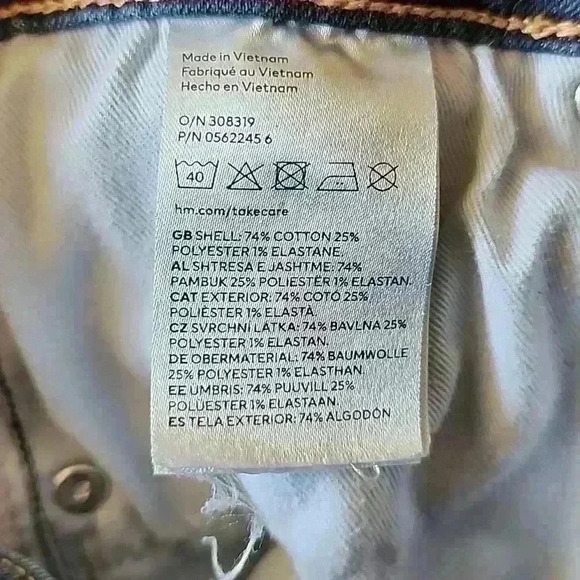 Made in Vietnam
Fabriqué au Vietnam
Hecho en Vietnam
O/N 308319
P/N 0562245 6
40
hm.com/takecare
GB SHELL: 74% COTTON 25%
POLYESTER 1% ELASTANE.
AL SHTRESA E JASHTME: 74%
PAMBUK 25% POLIESTER 1% ELASTAN.
CAT EXTERIOR: 74% COTÓ 25%
POLIÈSTER 1% ELASTÀ.
CZ SVRCHNÍ LÁTKA: 74% BAVLNA 25%
POLYESTER 1% ELASTAN.
DE OBERMATERIAL: 74% BAUMWOLLE
25% POLYESTER 1% ELASTHAN.
EE UMBRIS: 74% PUUVILL 25%
POLÜESTER 1% ELASTAAN.
ES TELA EXTERIOR: 74% ALGODÓN